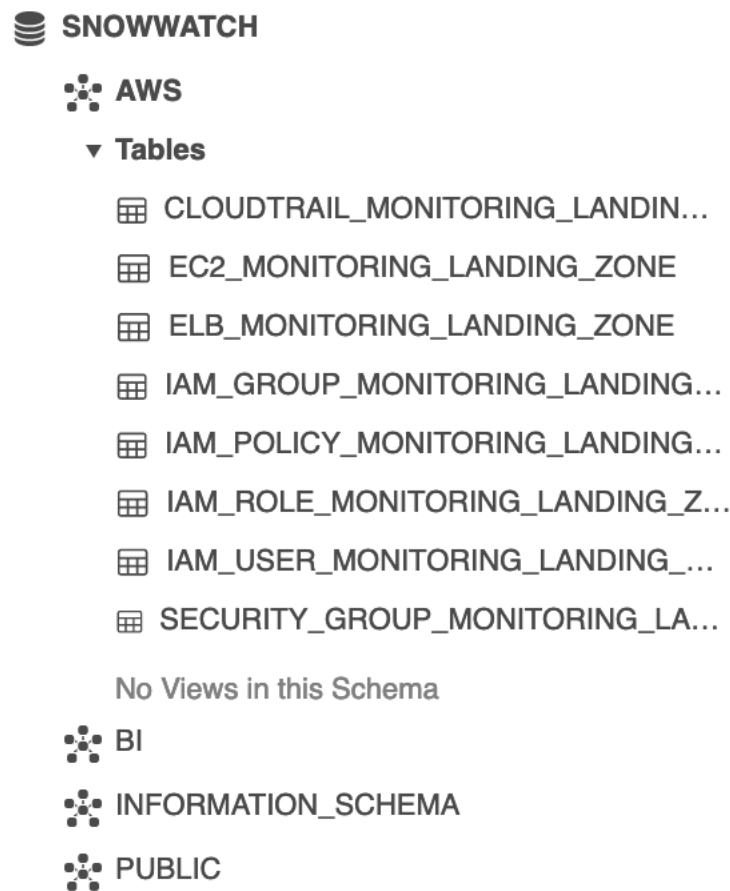 SNOWWATCH
AWS
Tables
CLOUDTRAIL_MONITORING_LANDIN...
EC2_MONITORING_LANDING_ZONE
ELB_MONITORING_LANDING_ZONE
IAM_GROUP_MONITORING_LANDING...
IAM_POLICY_MONITORING_LANDING...
IAM_ROLE_MONITORING_LANDING_Z...
IAM_USER_MONITORING_LANDING_...
SECURITY_GROUP_MONITORING_LA...
No Views in this Schema
BI
INFORMATION_SCHEMA
PUBLIC